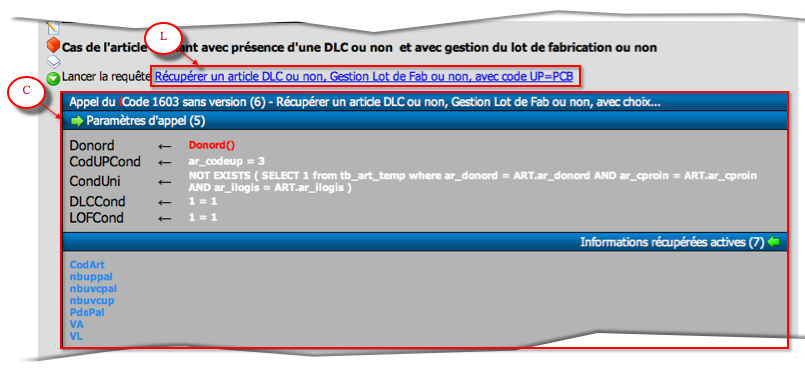 L
Cas de l'article ant avec présence d'une DLC ou non et avec gestion du lot de fabrication ou non
Lancer la requête Récupérer un article DLC ou non, Gestion Lot de Fab ou non, avec code UP=PCB
C
Appel du Code 1603 sans version (6) - Récupérer un article DLC ou non, Gestion Lot de Fab ou non, avec choix...
Paramètres d'appel (5)
Donord ← Donord()
CodUPCond ← ar_codeup = 3
CondUni ← NOT EXISTS ( SELECT 1 from tb_art_temp where ar_donord = ART.ar_donord AND ar_cproin = ART.ar_cproin
AND ar_ilogis = ART.ar_ilogis )
DLCCond ← 1 = 1
LOFCond ← 1 = 1
Informations récupérées actives (7)
CodArt
nbuppal
nbuvcpal
nbuvcup
PdsPal
VA
VL